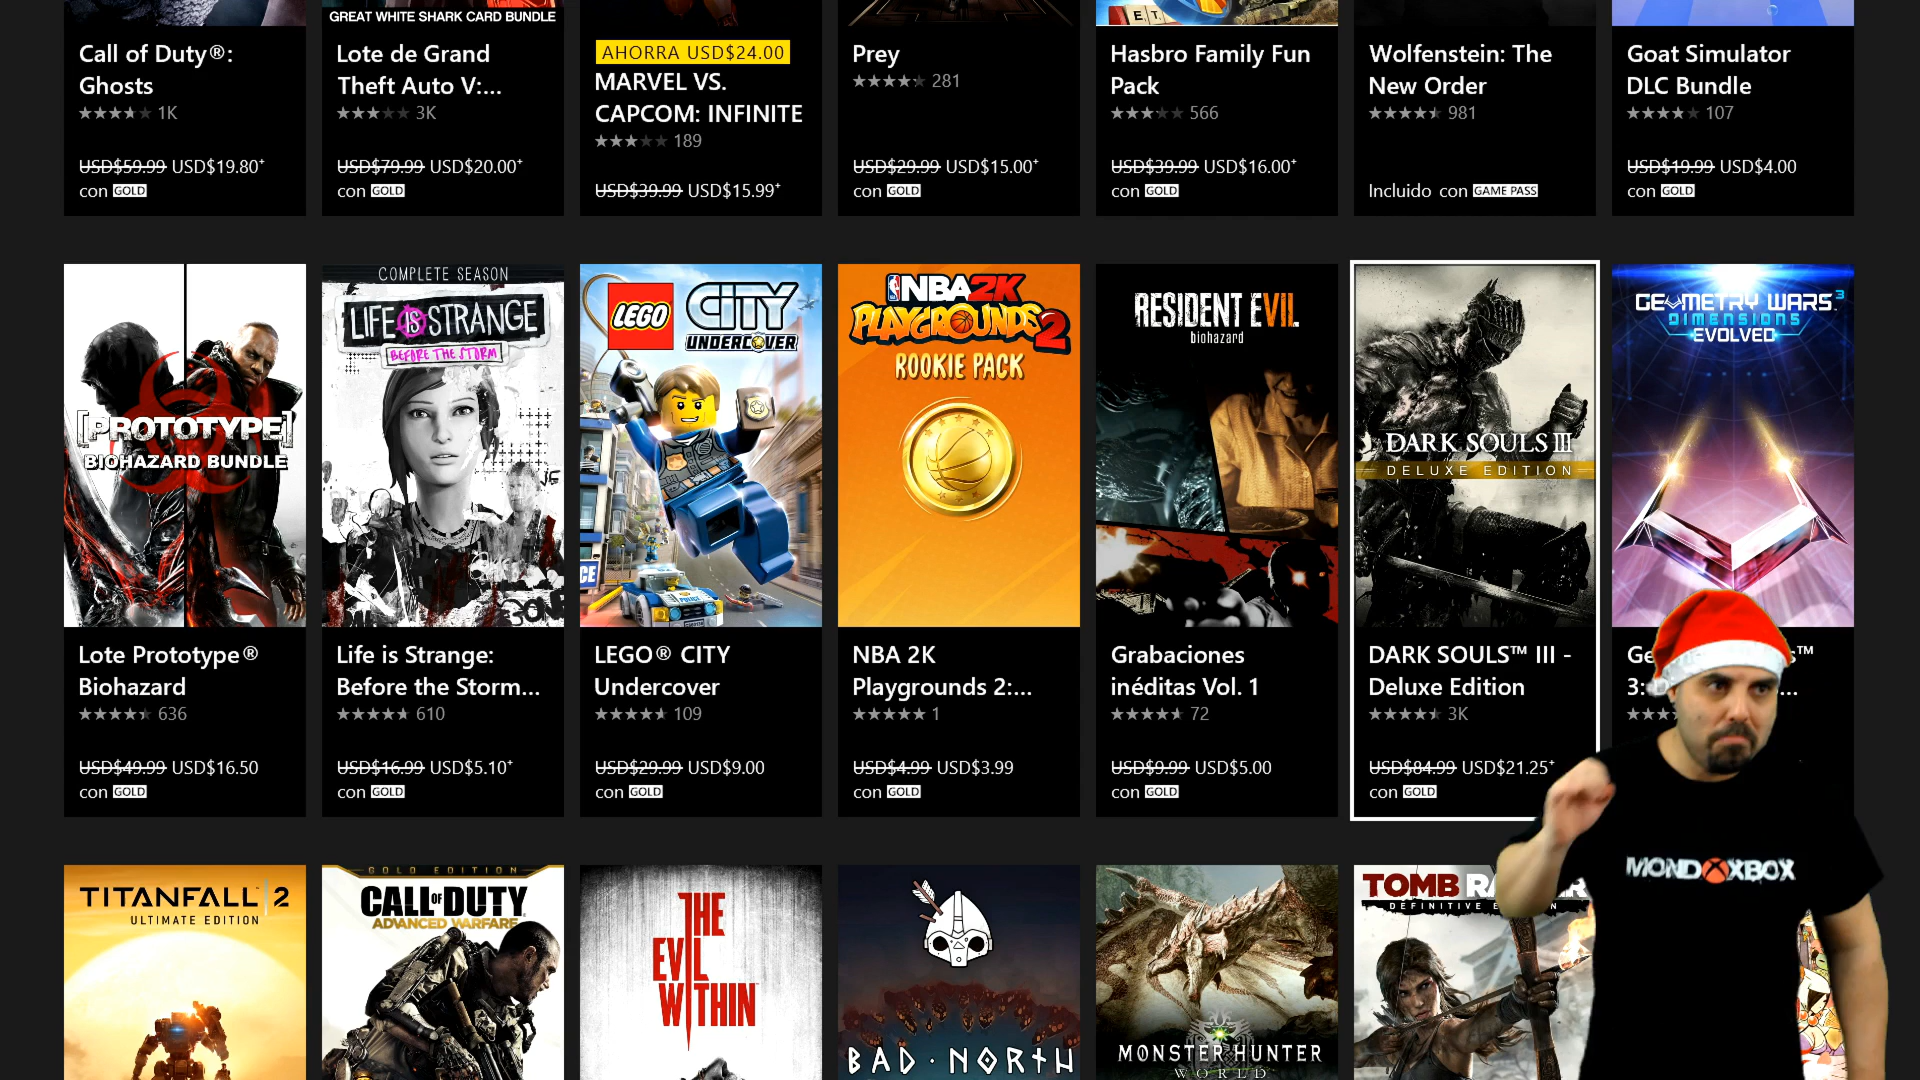 GREAT WHITE SHARK CARD BUNDLE
E T
Call of Duty®:
Ghosts
1K
USD$59.99 USD$19.80+
con GOLD
Lote de Grand
Theft Auto V:...
3K
USD$79.99 USD$20.00+
con GOLD
AHORRA USD$24.00
MARVEL VS.
CAPCOM: INFINITE
189
USD$39.99 USD$15.99+
Prey
281
USD$29.99 USD$15.00+
con GOLD
Hasbro Family Fun
Pack
566
USD$39.99 USD$16.00+
con GOLD
Wolfenstein: The
New Order
981
Incluido con GAME PASS
Goat Simulator
DLC Bundle
107
USD$19.99 USD$4.00
con GOLD
[PROTOTYPE]
BIOHAZARD BUNDLE
Lote Prototype®
Biohazard
636
USD$49.99 USD$16.50
con GOLD
COMPLETE SEASON
LIFE IS STRANGE
BEFORE THE STORM
Life is Strange:
Before the Storm...
610
USD$16.99 USD$5.10+
con GOLD
LEGO CITY
UNDERCOVER
POLICE
LEGO® CITY
Undercover
109
USD$29.99 USD$9.00
con GOLD
NBA 2K
PLAYGROUNDS 2
ROOKIE PACK
NBA 2K
Playgrounds 2:...
1
USD$4.99 USD$3.99
con GOLD
RESIDENT EVIL
biohazard
Grabaciones
inéditas Vol. 1
72
USD$9.99 USD$5.00
con GOLD
DARK SOULS III
DELUXE EDITION
DARK SOULS™ III -
Deluxe Edition
3K
USD$84.99 USD$21.25+
con GOLD
GEOMETRY WARS 3
DIMENSIONS
EVOLVED
3:
MONDOXBOX
TITANFALL 2
ULTIMATE EDITION
GOLD EDITION
CALL OF DUTY
ADVANCED WARFARE
THE
EVIL
WITHIN
BAD NORTH
MONSTER HUNTER
WORLD
TOMB RAIDER
DEFINITIVE EDITION